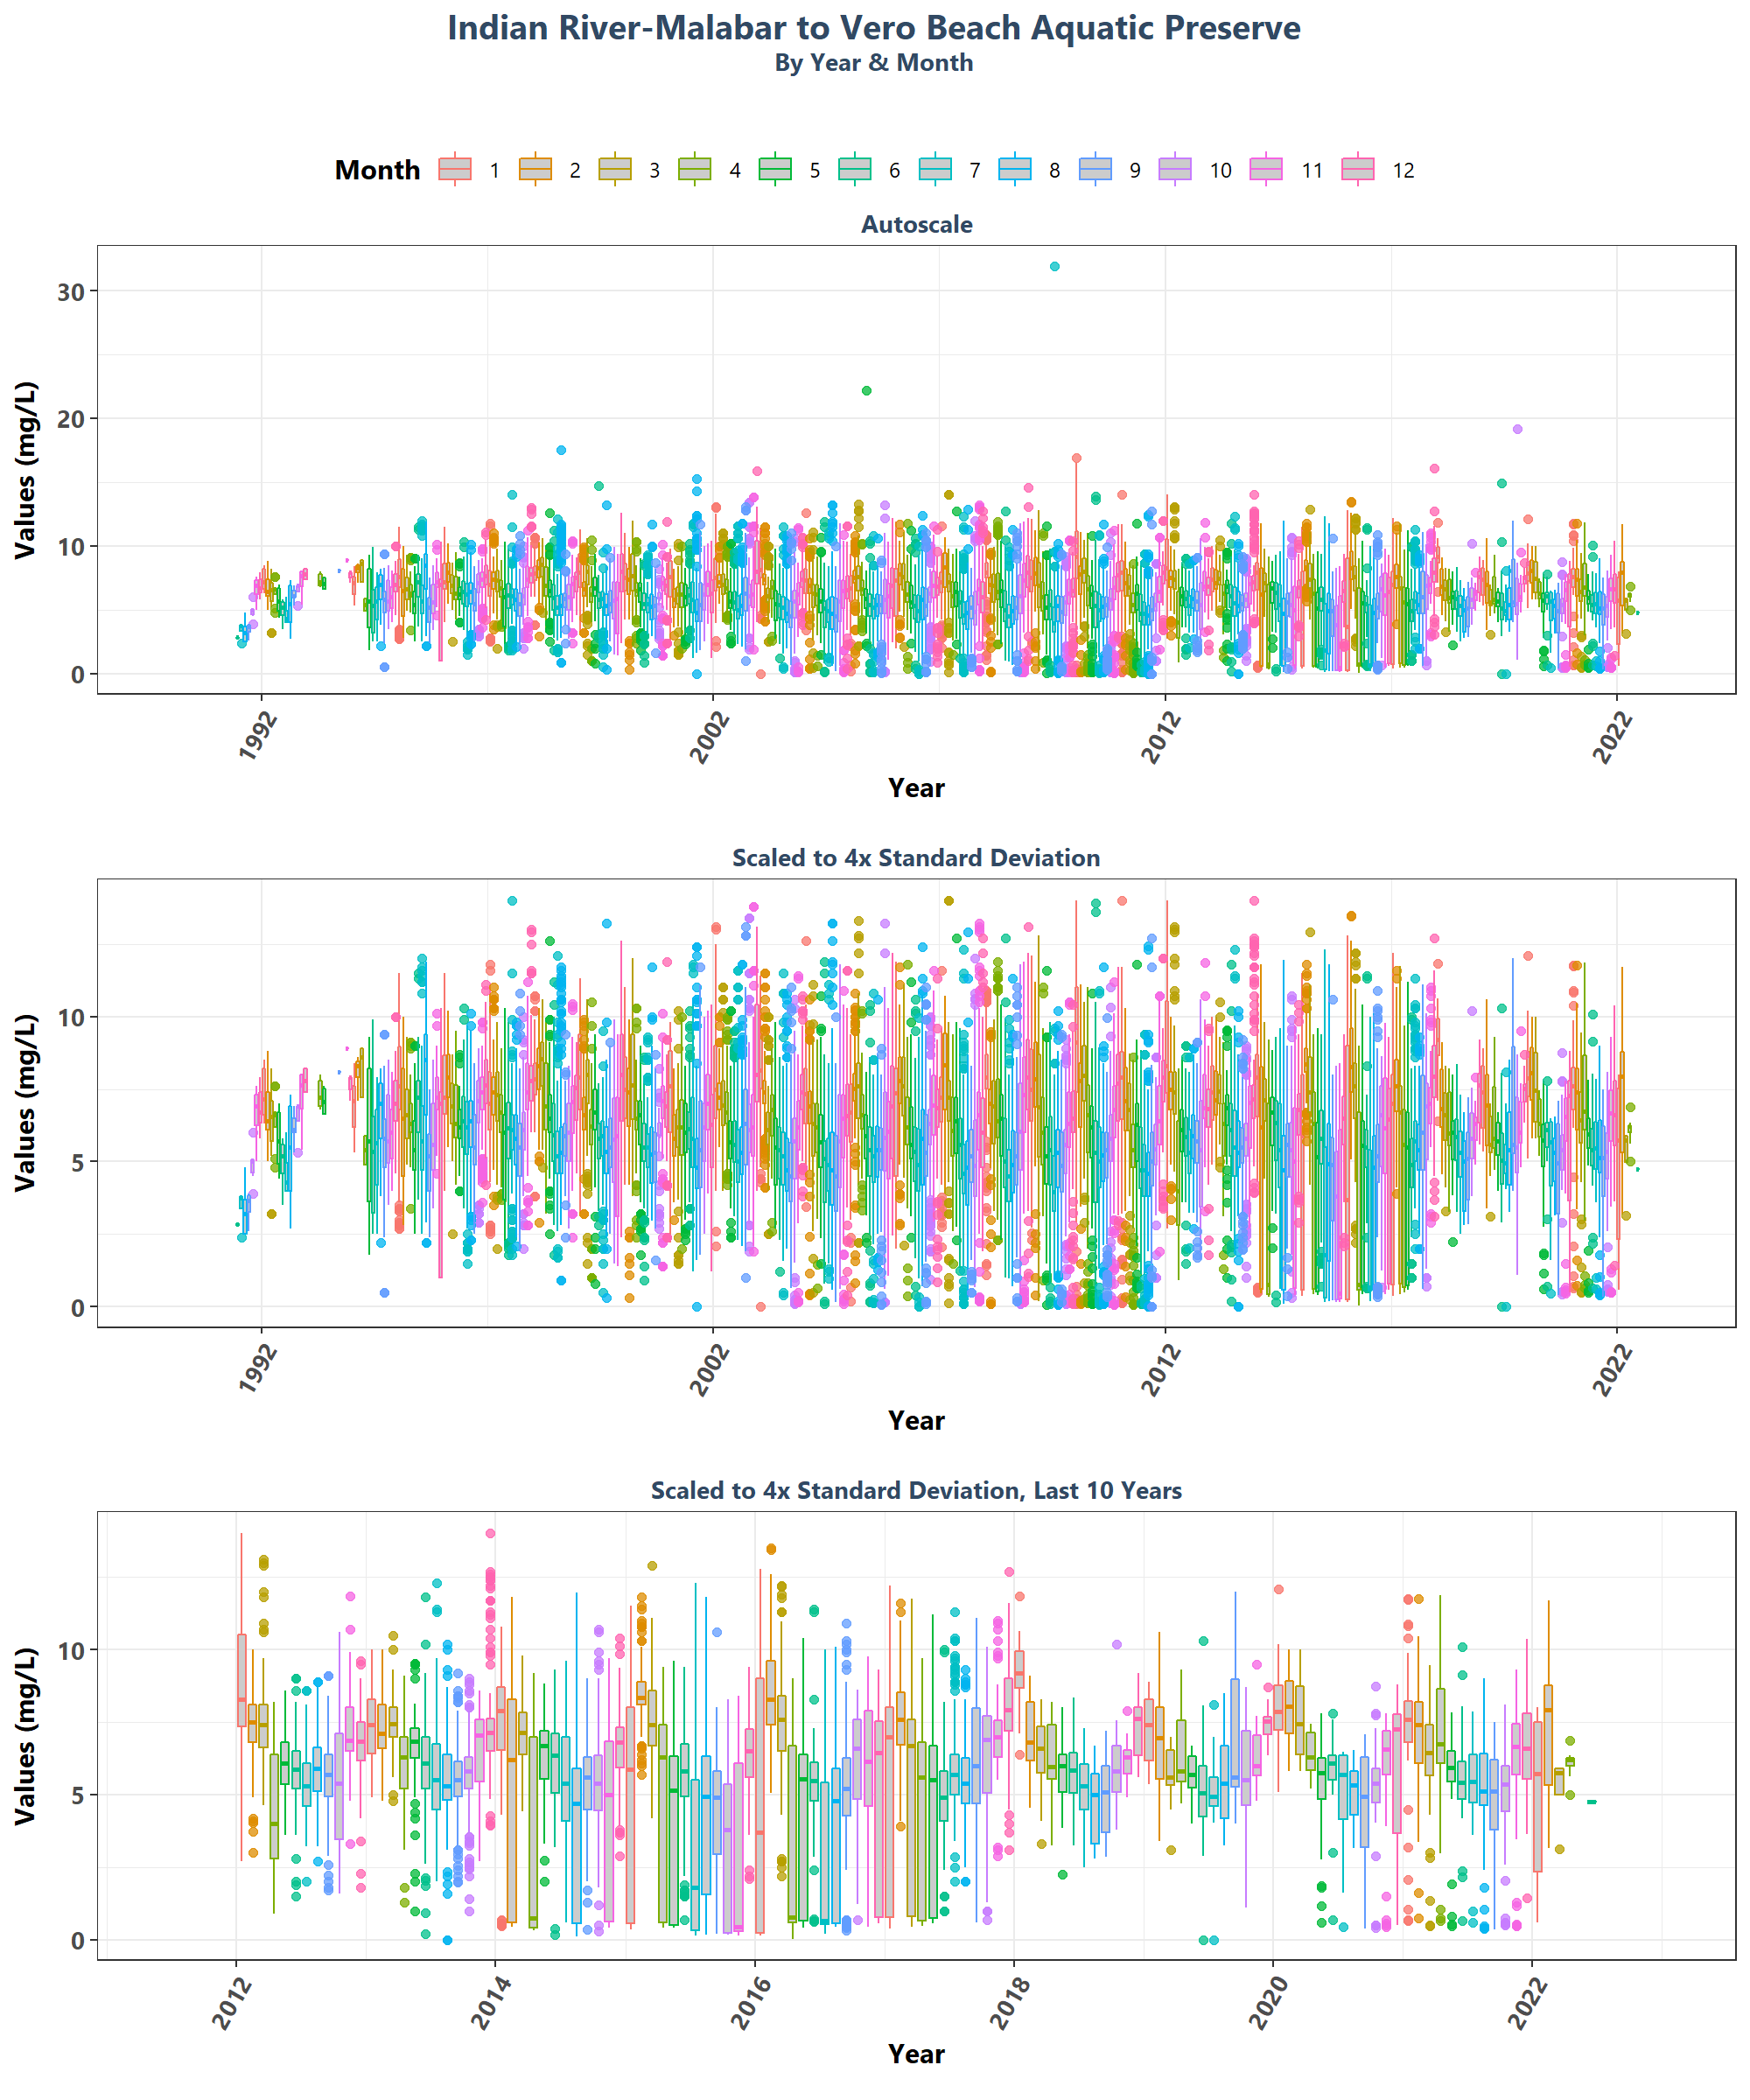 Indian River-Malabar to Vero Beach Aquatic Preserve
By Year & Month
Month 1 2 3 4 5 6 7 8 9 10 11 12
Autoscale
Values (mg/L)
30
20
10
0
1992 2002 2012 2022
Year
Scaled to 4x Standard Deviation
Values (mg/L)
10
5
0
1992 2002 2012 2022
Year
Scaled to 4x Standard Deviation, Last 10 Years
Values (mg/L)
10
5
0
2012 2014 2016 2018 2020 2022
Year